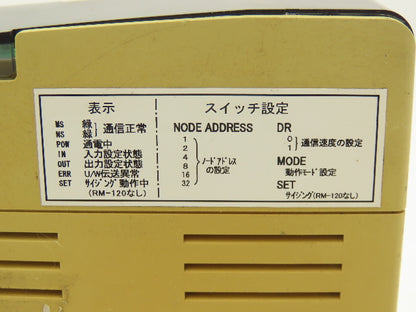 表示
MS 緑
NS 緑 通信正常
POW 通電中
IN 入力設定状態
OUT 出力設定状態
ERR U/W伝送異常
SET サイジング動作中
(RM-120なし)
スイッチ設定
NODE ADDRESS
1
2
4
8
16
32
ノードアドレス
の設定
DR
0
1
通信速度の設定
MODE
動作モード設定
SET
サイジング(RM-120なし)